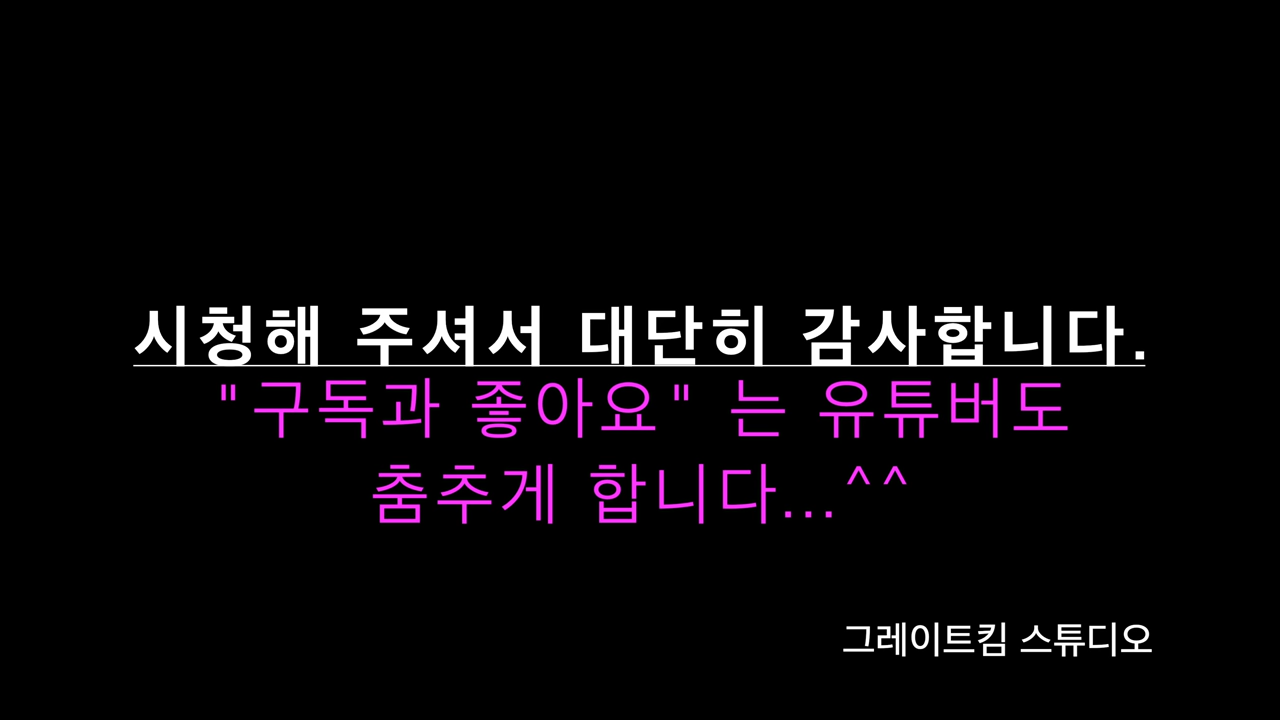 시청해 주셔서 대단히 감사합니다.
"구독과 좋아요" 는 유튜버도
춤추게 합니다...^^
그레이트킴 스튜디오